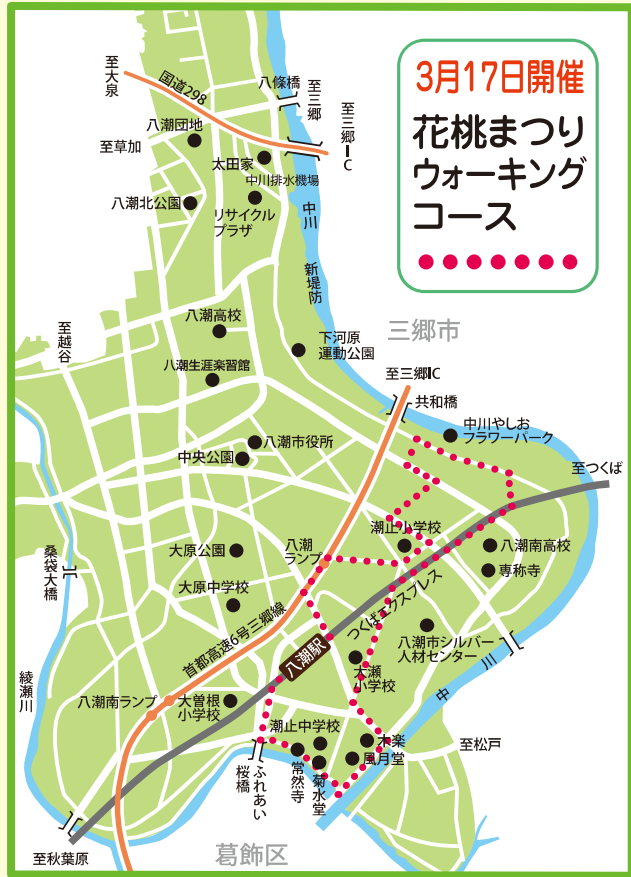 3月17日開催
花桃まつり
ウォーキング
コース
至大泉
国道298
八條橋
至三郷
至三郷IC
八潮団地
至草加
太田家
中川排水機場
八潮北公園
リサイクル
プラザ
中川
新堤防
八潮高校
下河原
運動公園
三郷市
至越谷
八潮生涯楽習館
至三郷IC
共和橋
中川やしお
フラワーパーク
八潮市役所
中央公園
至つくば
潮止小学校
八潮
ランプ
大原公園
八潮南高校
専称寺
桑袋大橋
大原中学校
つくばエクスプレス
首都高速6号三郷線
八潮駅
八潮市シルバー
人材センター
大瀬
小学校
中川
綾瀬川
八潮南ランプ
大曽根
小学校
潮止中学校
木楽
至松戸
風月堂
ふれあい
桜橋
常然寺
菊水堂
至秋葉原
葛飾区